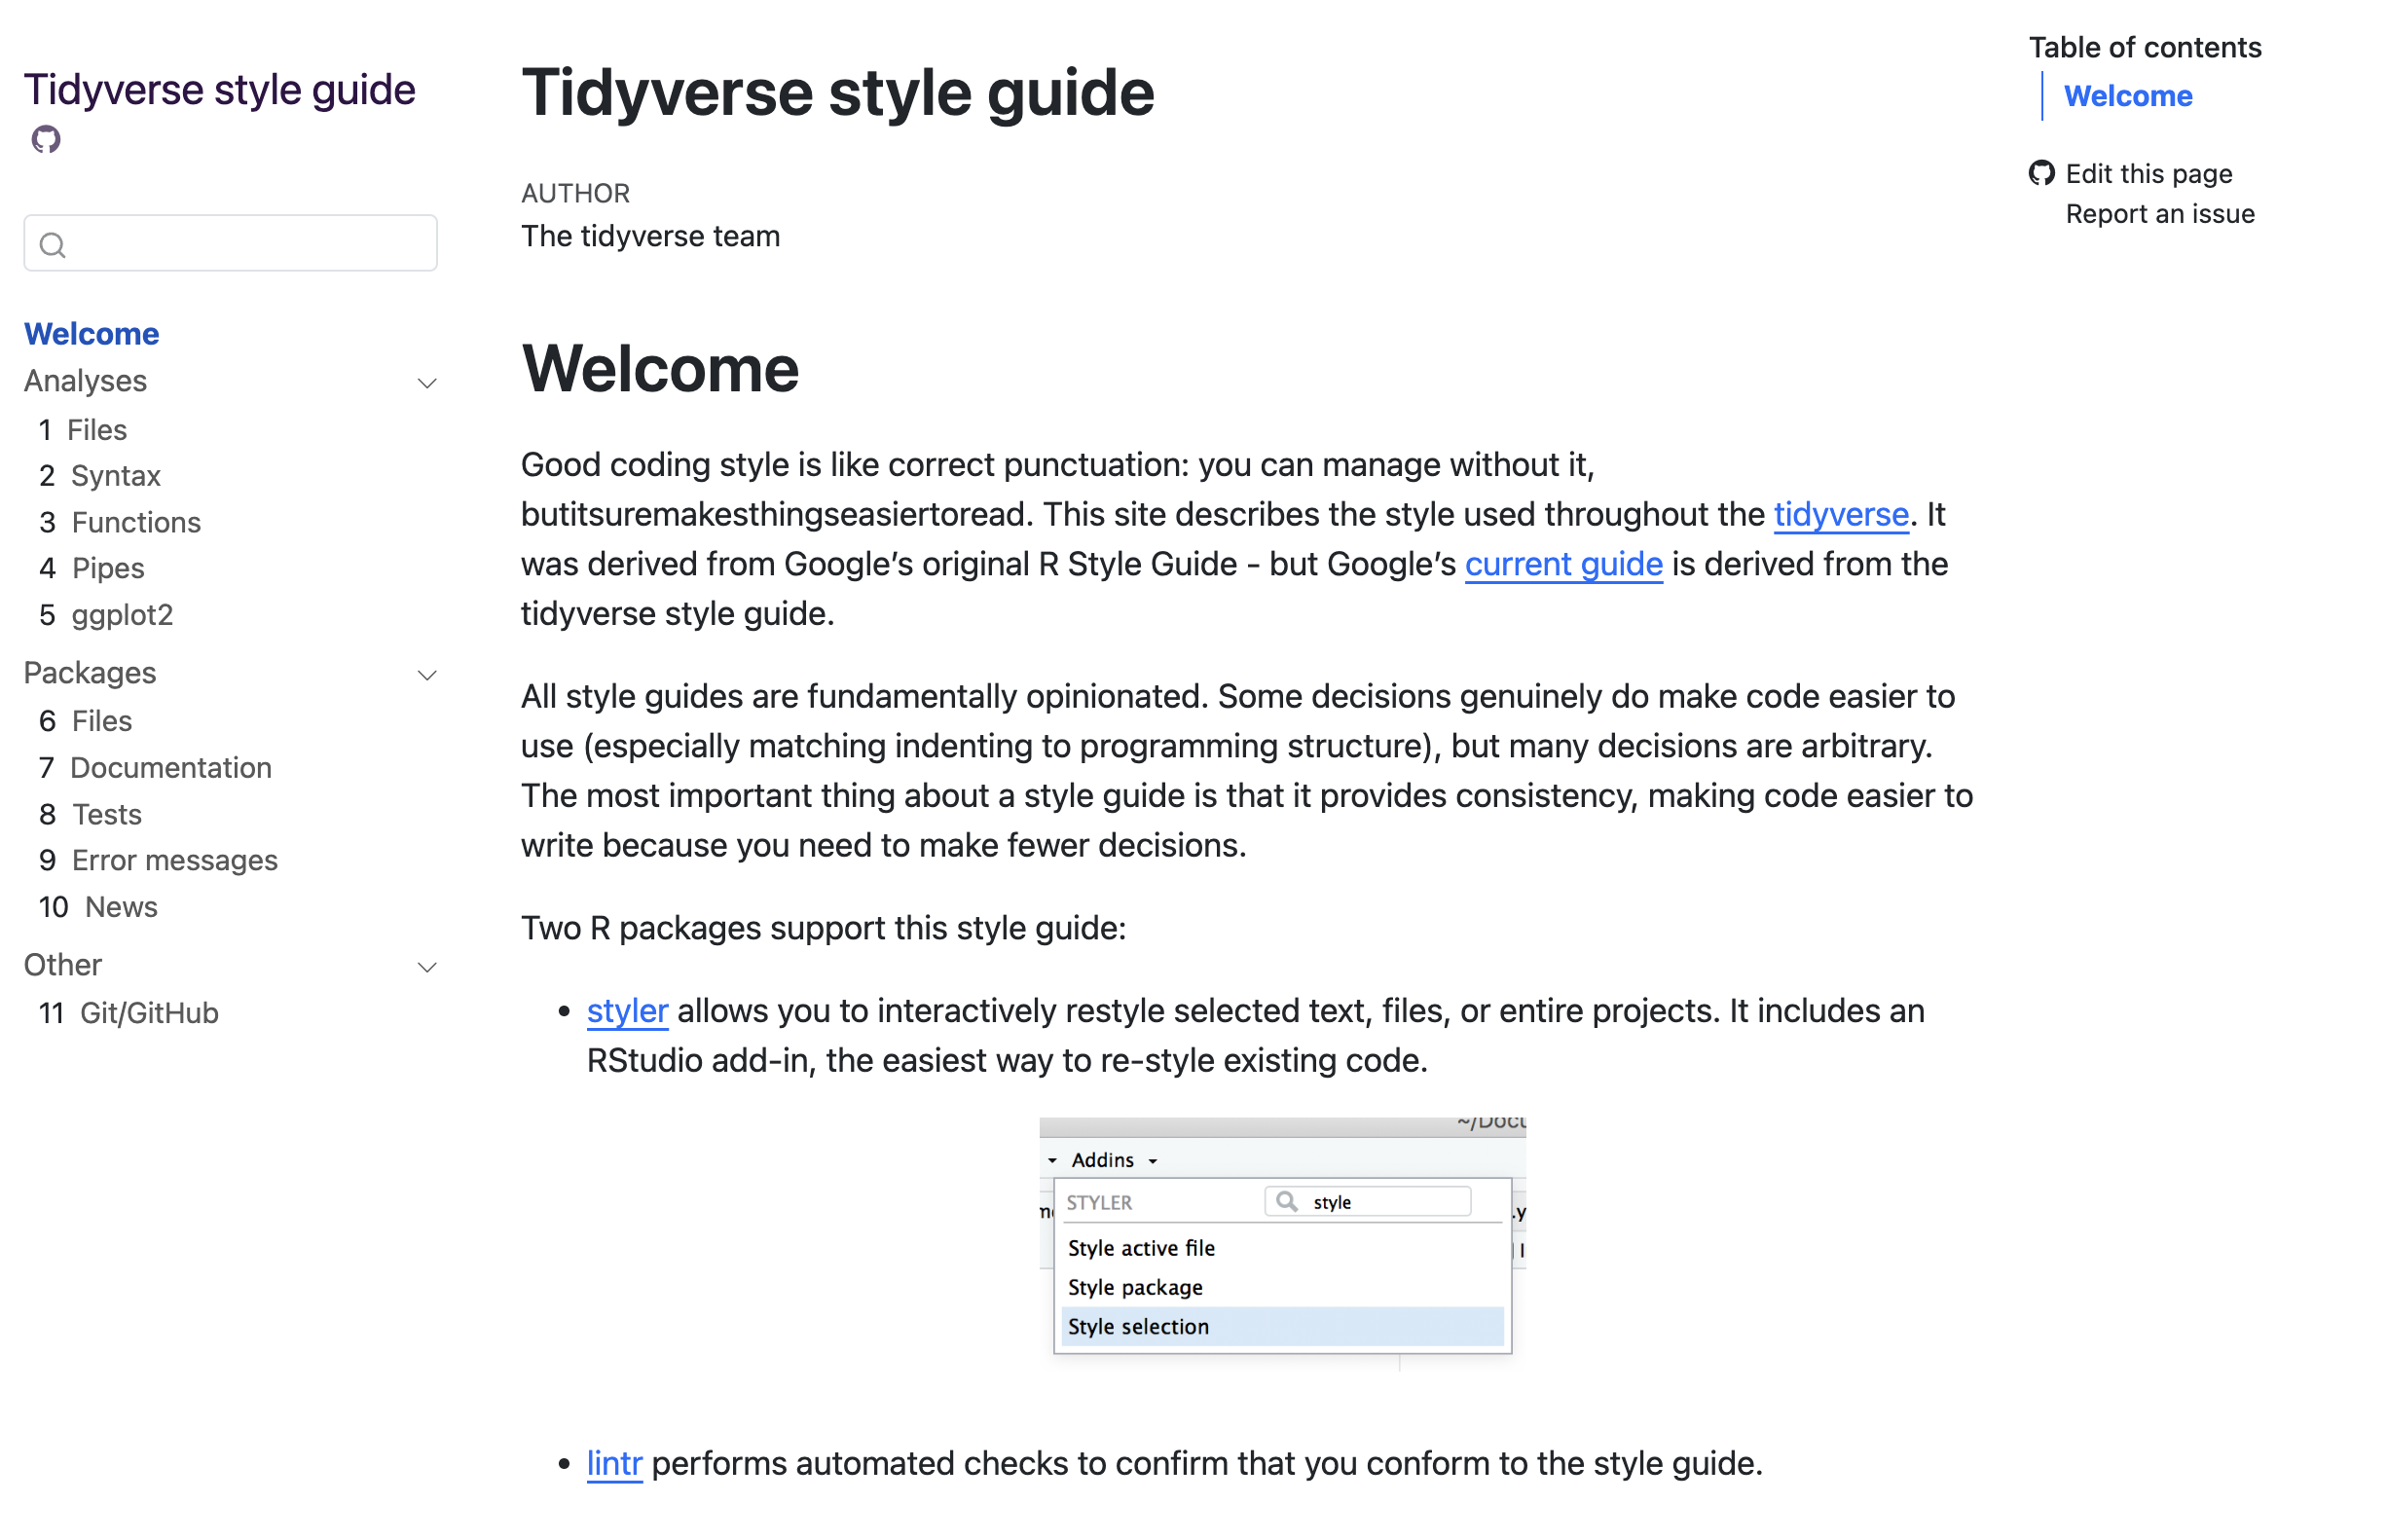 Tidyverse style guide
Welcome
Analyses
1 Files
2 Syntax
3 Functions
4 Pipes
5 ggplot2
Packages
6 Files
7 Documentation
8 Tests
9 Error messages
10 News
Other
11 Git/GitHub
Tidyverse style guide
AUTHOR
The tidyverse team
Welcome
Good coding style is like correct punctuation: you can manage without it,
butitsuremakesthingseasiertoread. This site describes the style used throughout the tidyverse. It
was derived from Google’s original R Style Guide - but Google’s current guide is derived from the
tidyverse style guide.
All style guides are fundamentally opinionated. Some decisions genuinely do make code easier to
use (especially matching indenting to programming structure), but many decisions are arbitrary.
The most important thing about a style guide is that it provides consistency, making code easier to
write because you need to make fewer decisions.
Two R packages support this style guide:
• styler allows you to interactively restyle selected text, files, or entire projects. It includes an
RStudio add-in, the easiest way to re-style existing code.
Addins
STYLER style
Style active file
Style package
Style selection
• lintr performs automated checks to confirm that you conform to the style guide.
Table of contents
Welcome
Edit this page
Report an issue